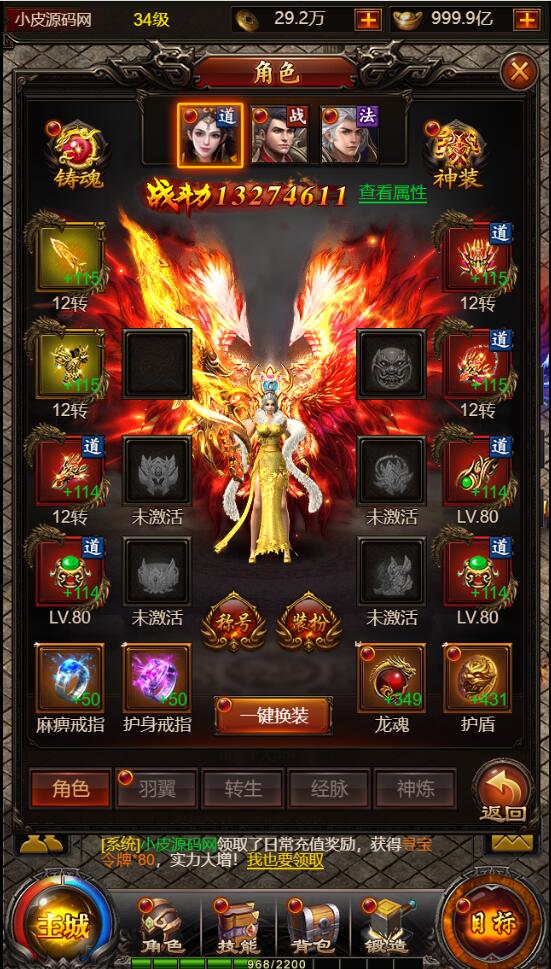 小皮源码网 34级 29.2万 999.9亿
角色
道 战 法
铸魂 神装
战斗力13274611 查看属性
+115 道 +115
12转 12转
+115 道 +115
12转 12转
道 +114 道 +114
12转 未激活 未激活 LV.80
道 +114 道 +114
LV.80 未激活 未激活 LV.80
称号 装扮
+50 +50 +349 +431
麻痹戒指 护身戒指 一键换装 龙魂 护盾
角色 羽翼 转生 经脉 神炼
返回
[系统]小皮源码网领取了日常充值奖励，获得寻宝
令牌*80，实力大增！我也要领取
主城 角色 技能 背包 锻造 目标
968/2200